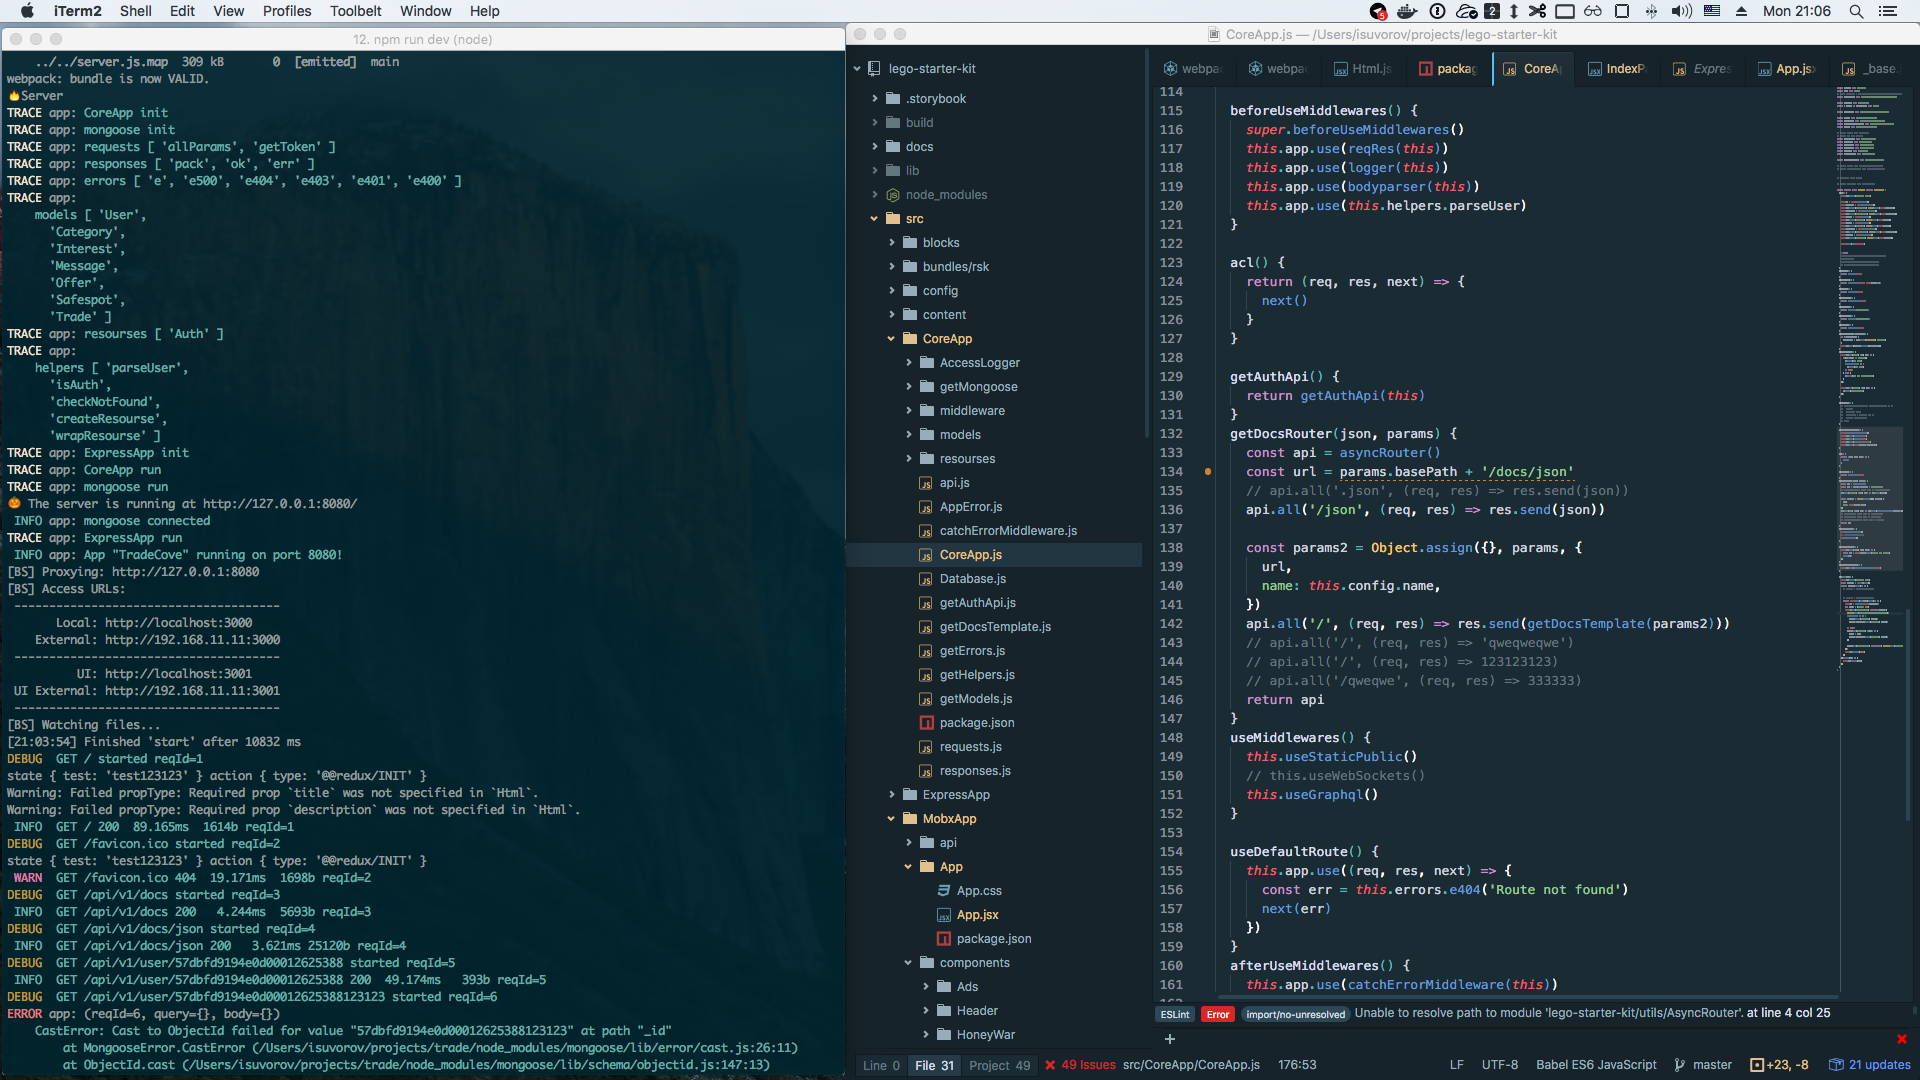 iTerm2 Shell Edit View Profiles Toolbelt Window Help
5 2 Mon 21:06
12. npm run dev (node)
../../server.js.map 309 kB 0 [emitted] main
webpack: bundle is now VALID.
🔥Server
TRACE app: CoreApp init
TRACE app: mongoose init
TRACE app: requests [ 'allParams', 'getToken' ]
TRACE app: responses [ 'pack', 'ok', 'err' ]
TRACE app: errors [ 'e', 'e500', 'e404', 'e403', 'e401', 'e400' ]
TRACE app:
models [ 'User',
'Category',
'Interest',
'Message',
'Offer',
'Safespot',
'Trade' ]
TRACE app: resourses [ 'Auth' ]
TRACE app:
helpers [ 'parseUser',
'isAuth',
'checkNotFound',
'createResourse',
'wrapResourse' ]
TRACE app: ExpressApp init
TRACE app: CoreApp run
TRACE app: mongoose run
🎃 The server is running at http://127.0.0.1:8080/
INFO app: mongoose connected
TRACE app: ExpressApp run
INFO app: App "TradeCove" running on port 8080!
[BS] Proxying: http://127.0.0.1:8080
[BS] Access URLs:
--------------------------------------
Local: http://localhost:3000
External: http://192.168.11.11:3000
--------------------------------------
UI: http://localhost:3001
UI External: http://192.168.11.11:3001
--------------------------------------
[BS] Watching files...
[21:03:54] Finished 'start' after 10832 ms
DEBUG GET / started reqId=1
state { test: 'test123123' } action { type: '@@redux/INIT' }
Warning: Failed propType: Required prop `title` was not specified in `Html`.
Warning: Failed propType: Required prop `description` was not specified in `Html`.
INFO GET / 200 89.165ms 1614b reqId=1
DEBUG GET /favicon.ico started reqId=2
state { test: 'test123123' } action { type: '@@redux/INIT' }
WARN GET /favicon.ico 404 19.171ms 1698b reqId=2
DEBUG GET /api/v1/docs started reqId=3
INFO GET /api/v1/docs 200 4.244ms 5693b reqId=3
DEBUG GET /api/v1/docs/json started reqId=4
INFO GET /api/v1/docs/json 200 3.621ms 25120b reqId=4
DEBUG GET /api/v1/user/57dbfd9194e0d00012625388 started reqId=5
INFO GET /api/v1/user/57dbfd9194e0d00012625388 200 49.174ms 393b reqId=5
DEBUG GET /api/v1/user/57dbfd9194e0d00012625388123123 started reqId=6
ERROR app: (reqId=6, query={}, body={})
CastError: Cast to ObjectId failed for value "57dbfd9194e0d00012625388123123" at path "_id"
at MongooseError.CastError (/Users/isuvorov/projects/trade/node_modules/mongoose/lib/error/cast.js:26:11)
at ObjectId.cast (/Users/isuvorov/projects/trade/node_modules/mongoose/lib/schema/objectid.js:147:13)
CoreApp.js — /Users/isuvorov/projects/lego-starter-kit
lego-starter-kit
.storybook
build
docs
lib
node_modules
src
blocks
bundles/rsk
config
content
CoreApp
AccessLogger
getMongoose
middleware
models
resourses
api.js
AppError.js
catchErrorMiddleware.js
CoreApp.js
Database.js
getAuthApi.js
getDocsTemplate.js
getErrors.js
getHelpers.js
getModels.js
package.json
requests.js
responses.js
ExpressApp
MobxApp
api
App
App.css
App.jsx
package.json
components
Ads
Header
HoneyWar
webpac webpac Html.js packag CoreA IndexP Expres App.jsx _base.
114
115 beforeUseMiddlewares() {
116 super.beforeUseMiddlewares()
117 this.app.use(reqRes(this))
118 this.app.use(logger(this))
119 this.app.use(bodyparser(this))
120 this.app.use(this.helpers.parseUser)
121 }
122
123 acl() {
124 return (req, res, next) => {
125 next()
126 }
127 }
128
129 getAuthApi() {
130 return getAuthApi(this)
131 }
132 getDocsRouter(json, params) {
133 const api = asyncRouter()
134 const url = params.basePath + '/docs/json'
135 // api.all('.json', (req, res) => res.send(json))
136 api.all('/json', (req, res) => res.send(json))
137
138 const params2 = Object.assign({}, params, {
139 url,
140 name: this.config.name,
141 })
142 api.all('/', (req, res) => res.send(getDocsTemplate(params2)))
143 // api.all('/', (req, res) => 'qweqweqwe')
144 // api.all('/', (req, res) => 123123123)
145 // api.all('/qweqwe', (req, res) => 333333)
146 return api
147 }
148 useMiddlewares() {
149 this.useStaticPublic()
150 // this.useWebSockets()
151 this.useGraphql()
152 }
153
154 useDefaultRoute() {
155 this.app.use((req, res, next) => {
156 const err = this.errors.e404('Route not found')
157 next(err)
158 })
159 }
160 afterUseMiddlewares() {
161 this.app.use(catchErrorMiddleware(this))
162
ESLint Error import/no-unresolved Unable to resolve path to module 'lego-starter-kit/utils/AsyncRouter'. at line 4 col 25
Line 0 File 31 Project 49 49 Issues src/CoreApp/CoreApp.js 176:53 LF UTF-8 Babel ES6 JavaScript master +23, -8 21 updates